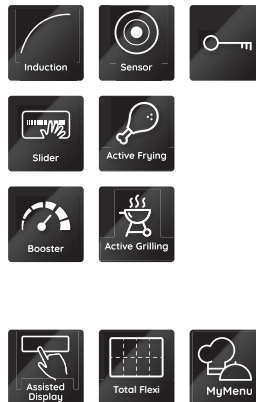 Induction Sensor
Slider Active Frying
Booster Active Grilling
Assisted
Display Total Flexi MyMenu